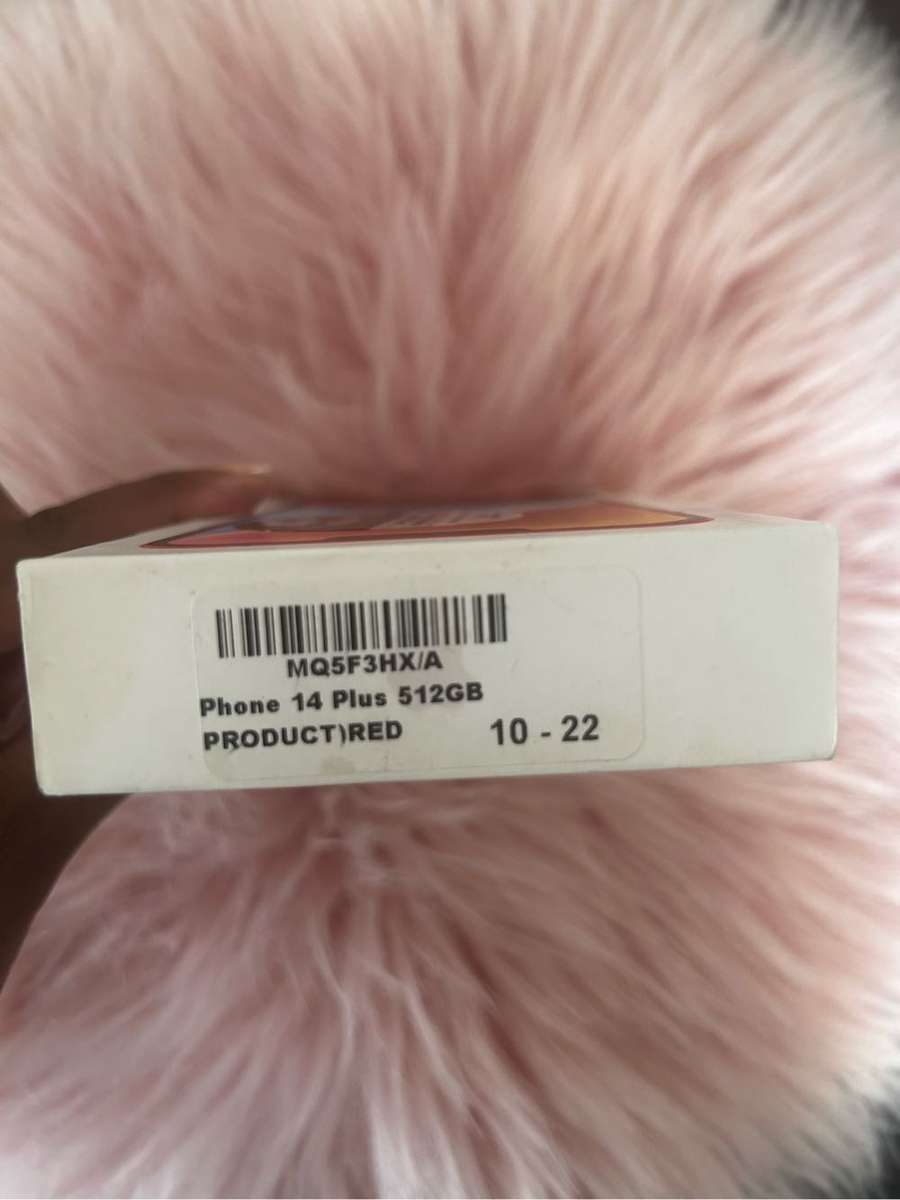 MQ5F3HX/A
Phone 14 Plus 512GB
PRODUCT)RED
10 - 22